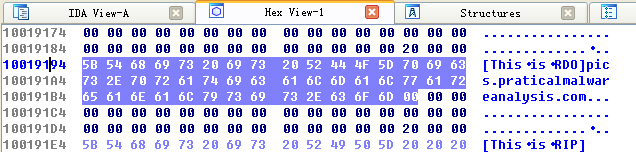 IDA View-A Hex View-1 A Structures
10019174 00 00 00 00 00 00 00 00 00 00 00 00 00 00 00 00 ................
10019184 00 00 00 00 00 00 00 00 00 00 00 00 00 20 00 00 .............·..
10019194 5B 54 68 69 73 20 69 73 20 52 44 4F 5D 70 69 63 [This·is·RDO]pic
100191A4 73 2E 70 72 61 74 69 63 61 6C 6D 61 6C 77 61 72 s.praticalmalwar
100191B4 65 61 6E 61 6C 79 73 69 73 2E 63 6F 6D 00 00 00 eanalysis.com...
100191C4 00 00 00 00 00 00 00 00 00 00 00 00 00 00 00 00 ................
100191D4 00 00 00 00 00 00 00 00 00 00 00 00 00 20 00 00 .............·..
100191E4 5B 54 68 69 73 20 69 73 20 52 49 50 5D 20 20 20 [This·is·RIP]